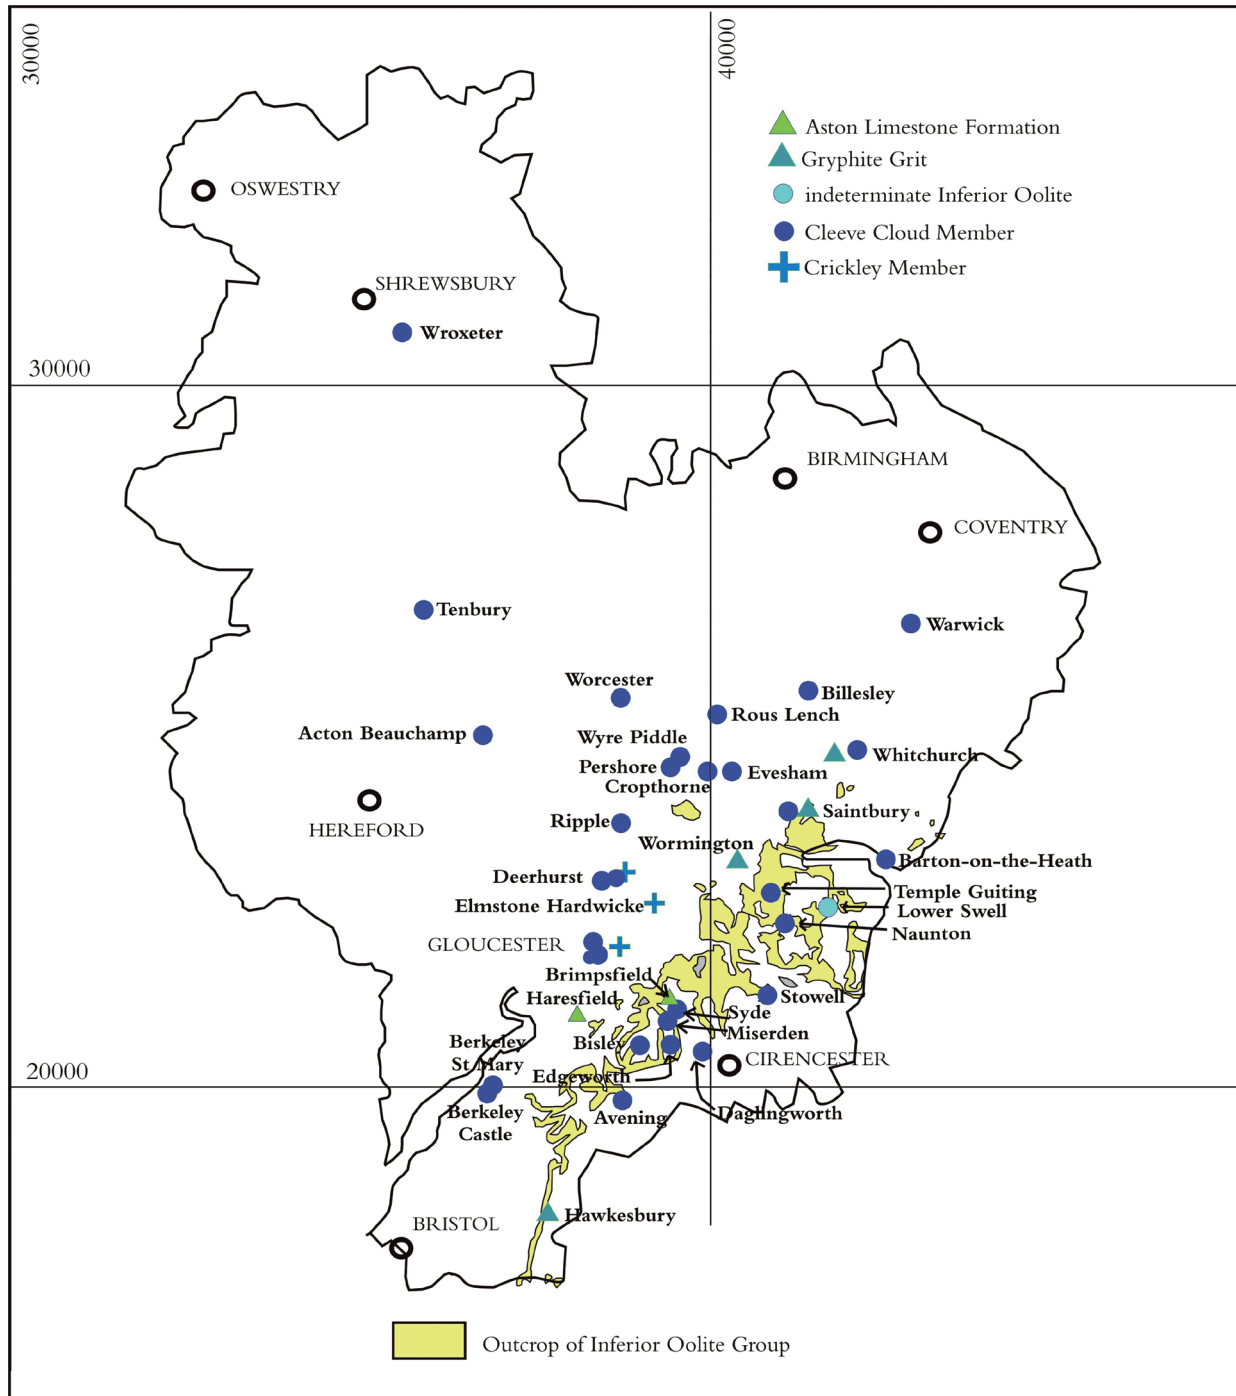 30000
40000
Aston Limestone Formation
Gryphite Grit
indeterminate Inferior Oolite
Cleeve Cloud Member
Crickley Member
OSWESTRY
SHREWSBURY
Wroxeter
30000
BIRMINGHAM
COVENTRY
Tenbury
Warwick
Worcester
Billesley
Rous Lench
Acton Beauchamp
Wyre Piddle
Whitchurch
Pershore
Evesham
Cropthorne
HEREFORD
Ripple
Saintbury
Wormington
Barton-on-the-Heath
Deerhurst
Temple Guiting
Elmstone Hardwicke
Lower Swell
Naunton
GLOUCESTER
Brimpsfield
Haresfield
Stowell
Syde
Miserden
Berkeley
St Mary
Bisley
CIRENCESTER
20000
Edgeworth
Berkeley
Castle
Avening
Daglingworth
Hawkesbury
BRISTOL
Outcrop of Inferior Oolite Group